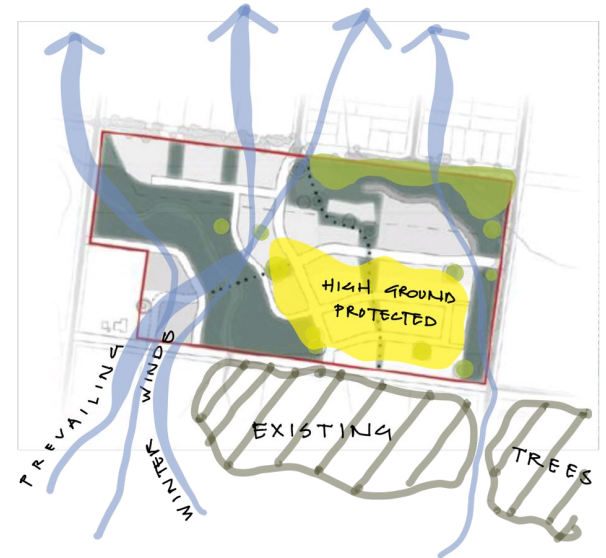 HIGH GROUND
PROTECTED
PREVAILING
WINDS
WINTER
EXISTING
TREES